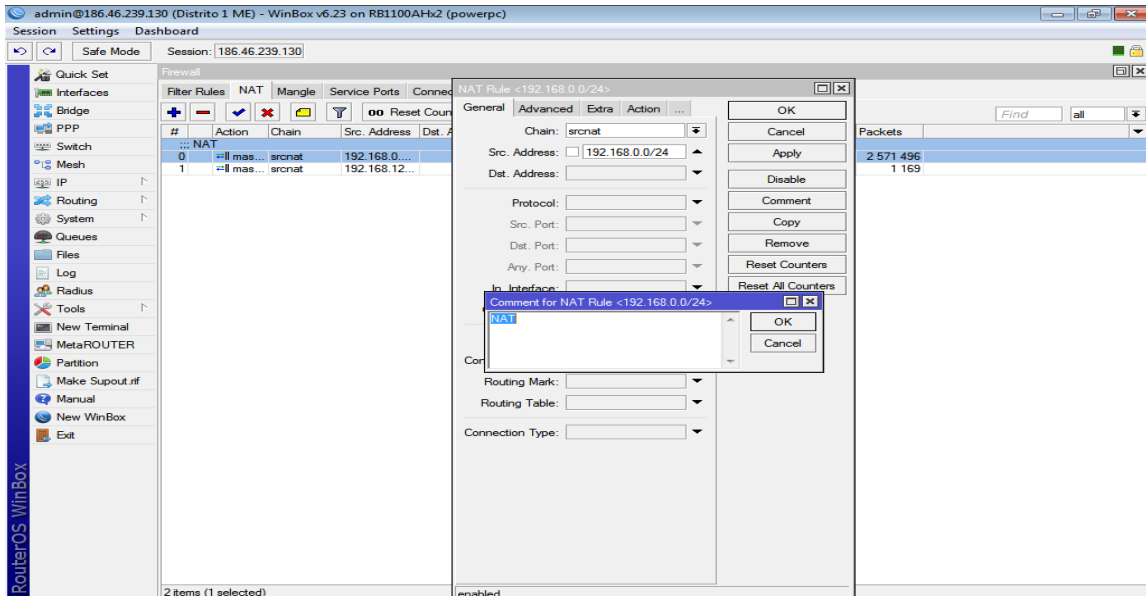 admin@186.46.239.130 (Distrito 1 ME) - WinBox v6.23 on RB1100AHx2 (powerpc)
Session Settings Dashboard
Safe Mode Session: 186.46.239.130
Quick Set
Interfaces
Bridge
PPP
Switch
Mesh
IP
Routing
System
Queues
Files
Log
Radius
Tools
New Terminal
MetaROUTER
Partition
Make Supout.rif
Manual
New WinBox
Exit
RouterOS WinBox
Firewall
Filter Rules NAT Mangle Service Ports Connec
00 Reset Coun
Find all
# Action Chain Src. Address Dst. A Packets
::: NAT
0 mas... srcnat 192.168.0.... 2 571 496
1 mas... srcnat 192.168.12... 1 169
2 items (1 selected)
NAT Rule <192.168.0.0/24>
General Advanced Extra Action ...
Chain: srcnat
Src. Address: 192.168.0.0/24
Dst. Address:
Protocol:
Src. Port:
Dst. Port:
Any. Port:
In. Interface:
Con
Routing Mark:
Routing Table:
Connection Type:
enabled
OK
Cancel
Apply
Disable
Comment
Copy
Remove
Reset Counters
Reset All Counters
Comment for NAT Rule <192.168.0.0/24>
NAT
OK
Cancel